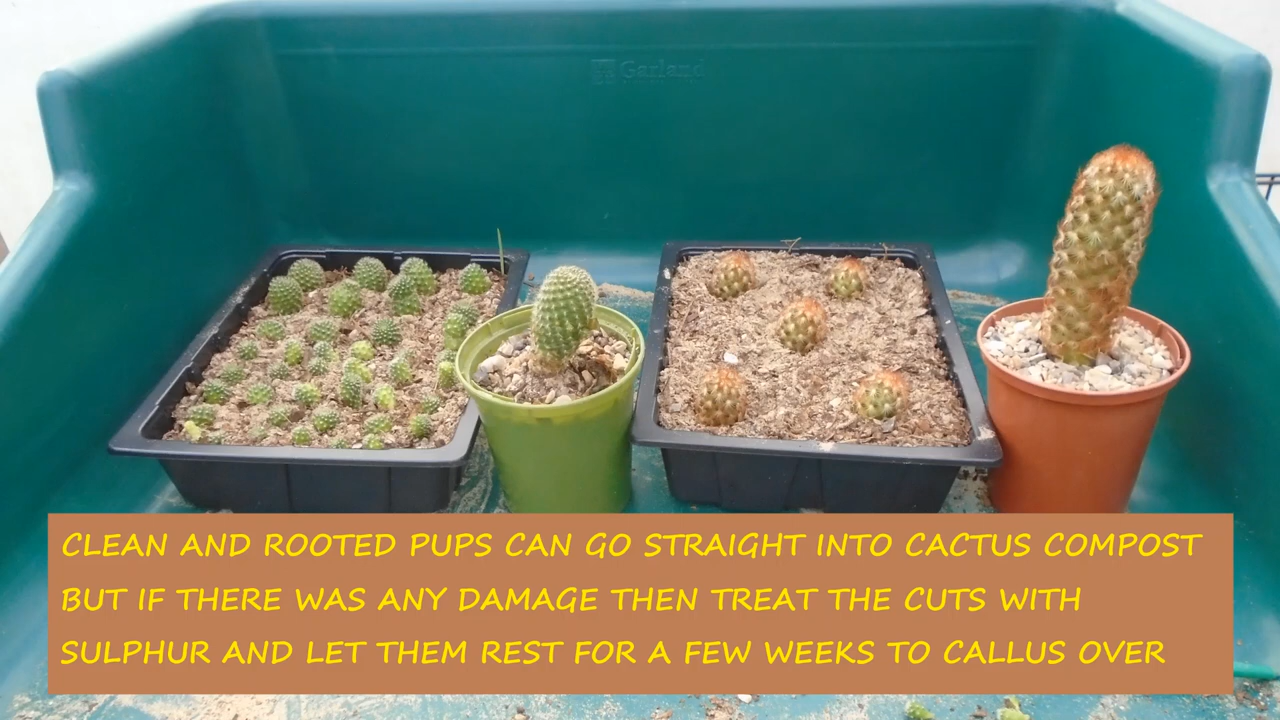 Garland
CLEAN AND ROOTED PUPS CAN GO STRAIGHT INTO CACTUS COMPOST
BUT IF THERE WAS ANY DAMAGE THEN TREAT THE CUTS WITH
SULPHUR AND LET THEM REST FOR A FEW WEEKS TO CALLUS OVER